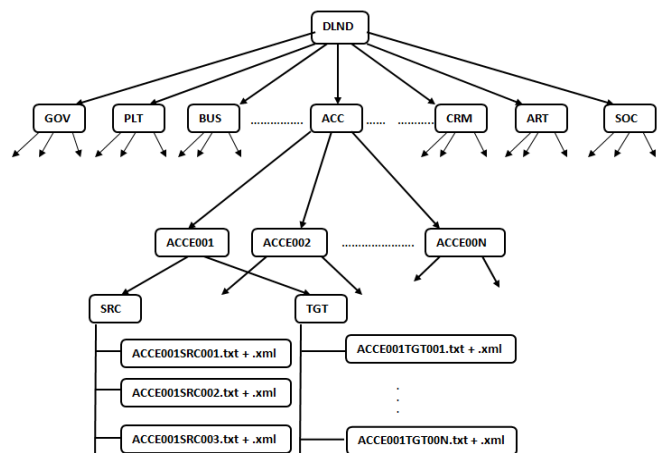 DLND
GOV PLT BUS ................ ACC ...... ............ CRM ART SOC
ACCE001 ACCE002 ...................... ACCE00N
SRC TGT
ACCE001SRC001.txt + .xml ACCE001TGT001.txt + .xml
ACCE001SRC002.txt + .xml
ACCE001SRC003.txt + .xml ACCE001TGT00N.txt + .xml